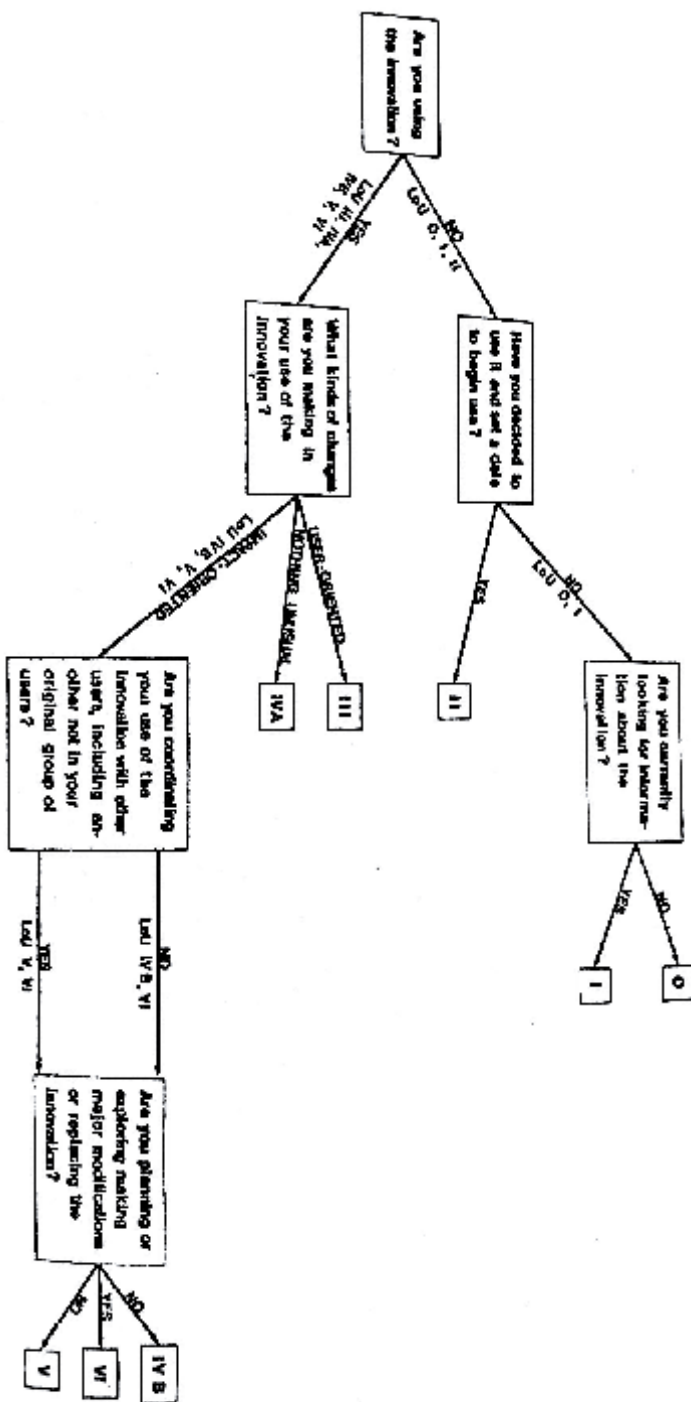 Are you using
the innovation?
NO
LoU 0, I, II
YES
LoU III, IVA,
IVB, V, VI
Have you decided to
use it and set a date
to begin use?
NO
LoU 0, I
YES
II
Are you currently
looking for informa-
tion about the
innovation?
NO
0
YES
I
What kinds of changes
are you making in
your use of the
innovation?
USER-ORIENTED
III
NOTHING UNUSUAL
IVA
IMPACT-ORIENTED
LoU IVB, V, VI
Are you coordinating
your use of the
innovation with other
users, including an-
other not in your
original group of
users?
NO
LoU IVB, VI
YES
LoU V, VI
Are you planning or
exploring making
major modifications
or replacing the
innovation?
NO
IVB
YES
VI
NO
V